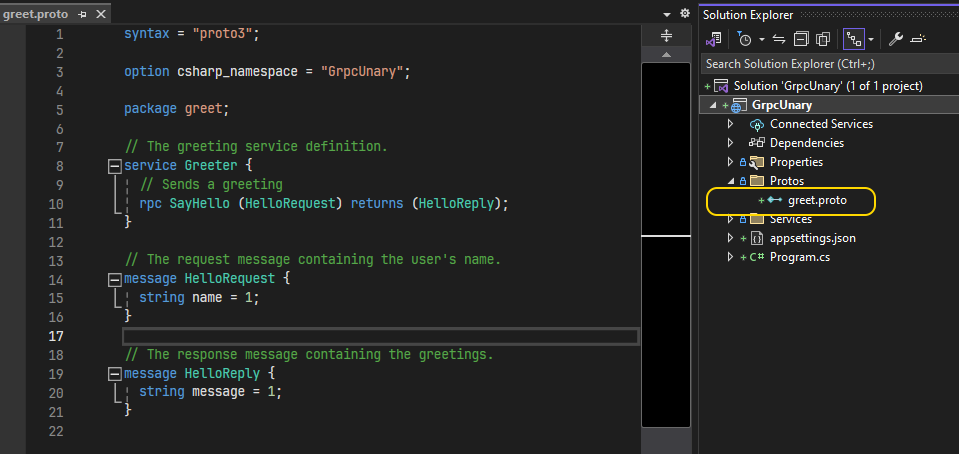 greet.proto
1 syntax = "proto3";
2
3 option csharp_namespace = "GrpcUnary";
4
5 package greet;
6
7 // The greeting service definition.
8 service Greeter {
9 // Sends a greeting
10 rpc SayHello (HelloRequest) returns (HelloReply);
11 }
12
13 // The request message containing the user's name.
14 message HelloRequest {
15 string name = 1;
16 }
17
18 // The response message containing the greetings.
19 message HelloReply {
20 string message = 1;
21 }
22
Solution Explorer
Search Solution Explorer (Ctrl+;)
Solution 'GrpcUnary' (1 of 1 project)
GrpcUnary
Connected Services
Dependencies
Properties
Protos
greet.proto
Services
appsettings.json
C# Program.cs